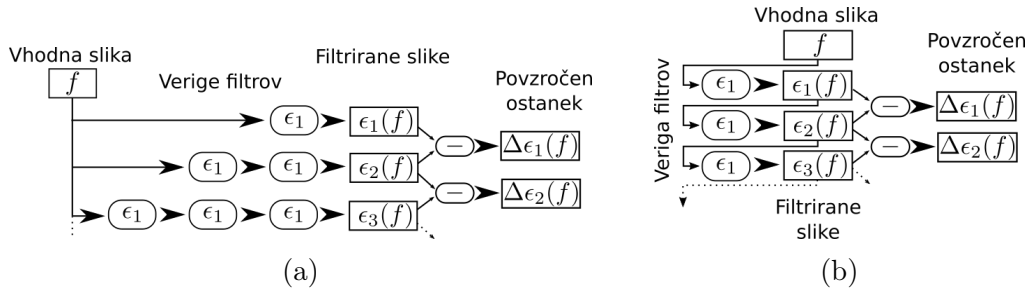 Vhodna slika
f
Verige filtrov
Filtrirane slike
Povzročen
ostanek
ϵ₁ ϵ₁(f)
− Δϵ₁(f)
ϵ₁ ϵ₁ ϵ₂(f)
− Δϵ₂(f)
ϵ₁ ϵ₁ ϵ₁ ϵ₃(f)
(a)
Vhodna slika
f
Veriga filtrov
Povzročen
ostanek
ϵ₁ ϵ₁(f)
− Δϵ₁(f)
ϵ₁ ϵ₂(f)
− Δϵ₂(f)
ϵ₁ ϵ₃(f)
Filtrirane
slike
(b)